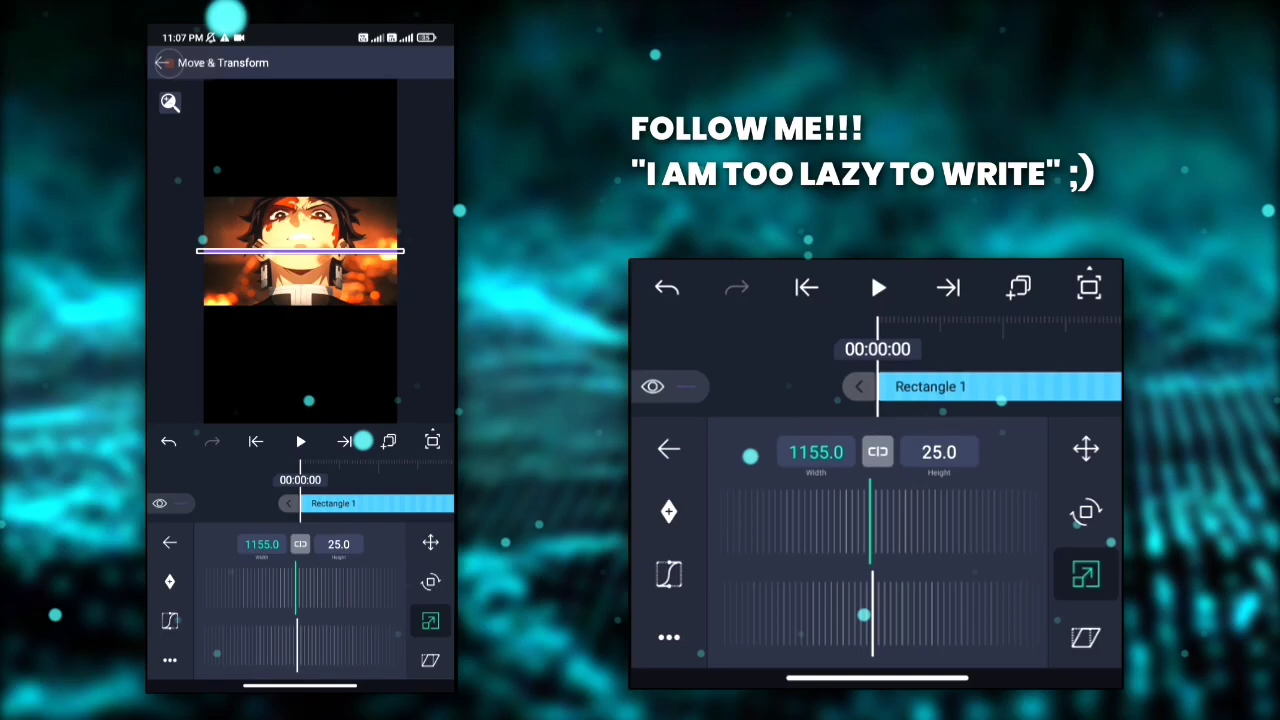 11:07 PM
35
Move & Transform
00:00:00
Rectangle 1
1155.0
25.0
Width
Height
FOLLOW ME!!!
"I AM TOO LAZY TO WRITE" ;)
00:00:00
Rectangle 1
1155.0
25.0
Width
Height